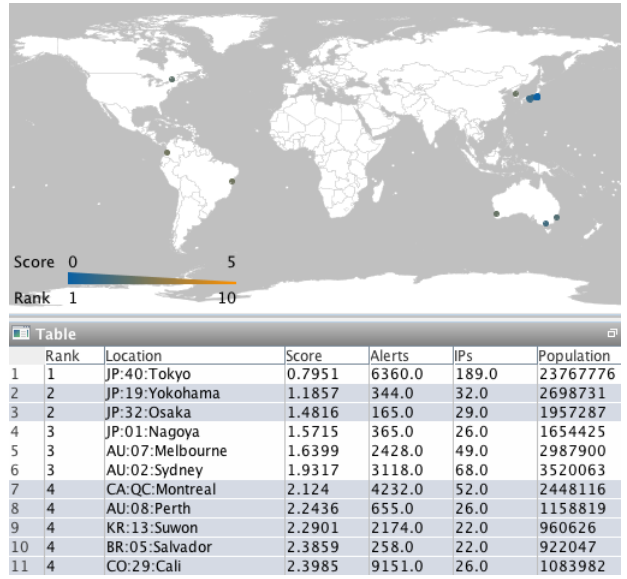 Score 0 5
Rank 1 10
Table
Rank Location Score Alerts IPs Population
1 1 JP:40:Tokyo 0.7951 6360.0 189.0 23767776
2 2 JP:19:Yokohama 1.1857 344.0 32.0 2698731
3 2 JP:32:Osaka 1.4816 165.0 29.0 1957287
4 3 JP:01:Nagoya 1.5715 365.0 26.0 1654425
5 3 AU:07:Melbourne 1.6399 2428.0 49.0 2987900
6 3 AU:02:Sydney 1.9317 3118.0 68.0 3520063
7 4 CA:QC:Montreal 2.124 4232.0 52.0 2448116
8 4 AU:08:Perth 2.2436 655.0 26.0 1158819
9 4 KR:13:Suwon 2.2901 2174.0 22.0 960626
10 4 BR:05:Salvador 2.3859 258.0 22.0 922047
11 4 CO:29:Cali 2.3985 9151.0 26.0 1083982